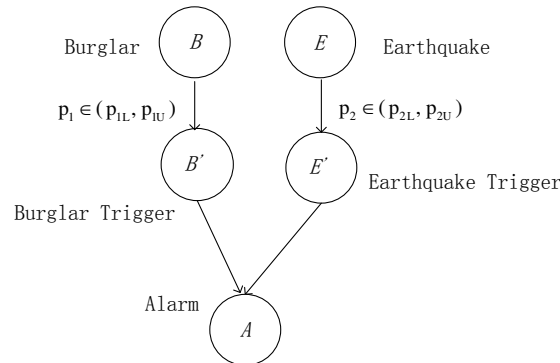 Burglar B E Earthquake
p₁ ∈ (p₁L, p₁U) p₂ ∈ (p₂L, p₂U)
B' E'
Earthquake Trigger
Burglar Trigger
Alarm
A